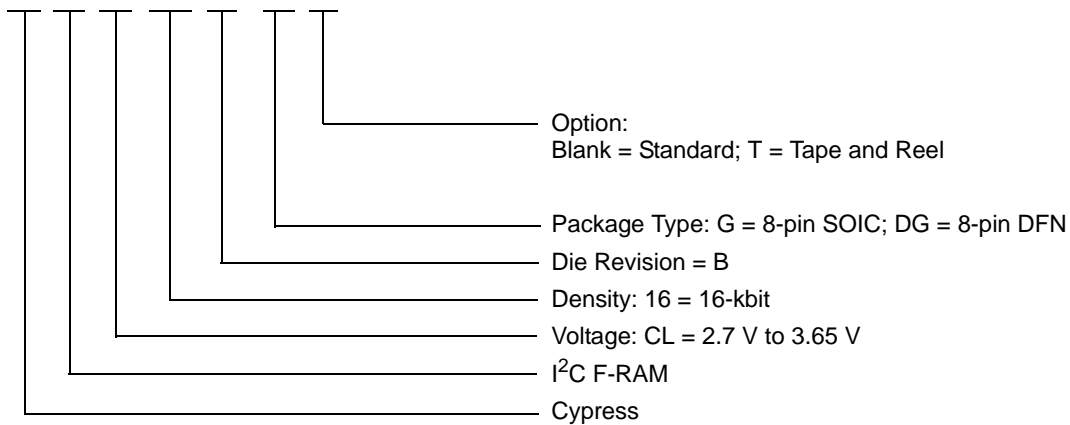 Option:
Blank = Standard; T = Tape and Reel
Package Type: G = 8-pin SOIC; DG = 8-pin DFN
Die Revision = B
Density: 16 = 16-kbit
Voltage: CL = 2.7 V to 3.65 V
I²C F-RAM
Cypress